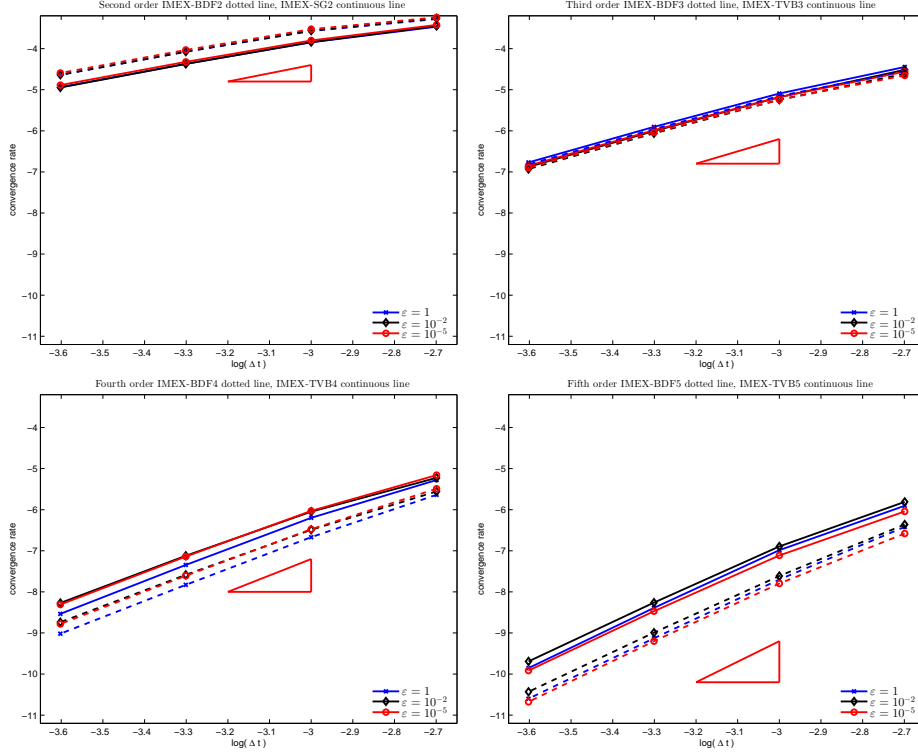 Second order IMEX-BDF2 dotted line, IMEX-SG2 continuous line
−4
−5
−6
−7
−8
−9
−10
−11
convergence rate
ε = 1
ε = 10⁻²
ε = 10⁻⁵
−3.6 −3.5 −3.4 −3.3 −3.2 −3.1 −3 −2.9 −2.8 −2.7
log( Δ t )
Third order IMEX-BDF3 dotted line, IMEX-TVB3 continuous line
−4
−5
−6
−7
−8
−9
−10
−11
convergence rate
ε = 1
ε = 10⁻²
ε = 10⁻⁵
−3.6 −3.5 −3.4 −3.3 −3.2 −3.1 −3 −2.9 −2.8 −2.7
log( Δ t )
Fourth order IMEX-BDF4 dotted line, IMEX-TVB4 continuous line
−4
−5
−6
−7
−8
−9
−10
−11
convergence rate
ε = 1
ε = 10⁻²
ε = 10⁻⁵
−3.6 −3.5 −3.4 −3.3 −3.2 −3.1 −3 −2.9 −2.8 −2.7
log( Δ t )
Fifth order IMEX-BDF5 dotted line, IMEX-TVB5 continuous line
−4
−5
−6
−7
−8
−9
−10
−11
convergence rate
ε = 1
ε = 10⁻²
ε = 10⁻⁵
−3.6 −3.5 −3.4 −3.3 −3.2 −3.1 −3 −2.9 −2.8 −2.7
log( Δ t )